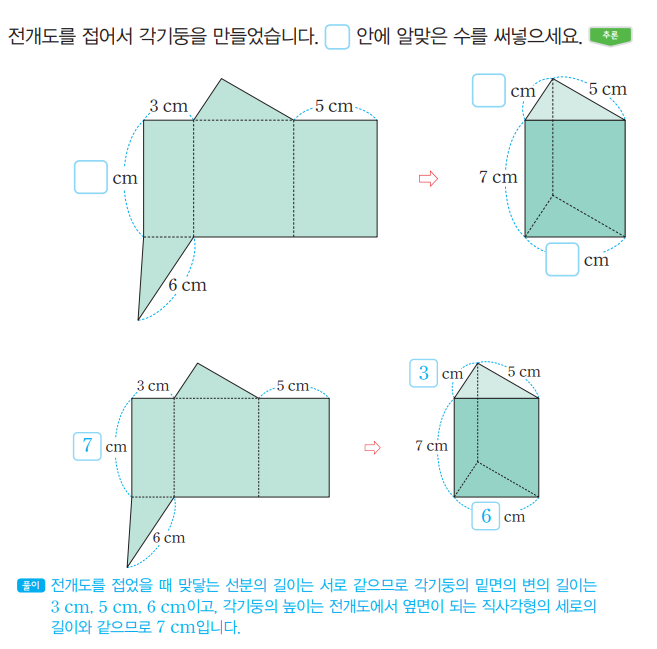 전개도를 접어서 각기둥을 만들었습니다. 안에 알맞은 수를 써넣으세요. 추론
3 cm 5 cm
cm
6 cm
cm 5 cm
7 cm
cm
3 cm 5 cm
7 cm
6 cm
3 cm 5 cm
7 cm
6 cm
풀이 전개도를 접었을 때 맞닿는 선분의 길이는 서로 같으므로 각기둥의 밑면의 변의 길이는
3 cm, 5 cm, 6 cm이고, 각기둥의 높이는 전개도에서 옆면이 되는 직사각형의 세로의
길이와 같으므로 7 cm입니다.